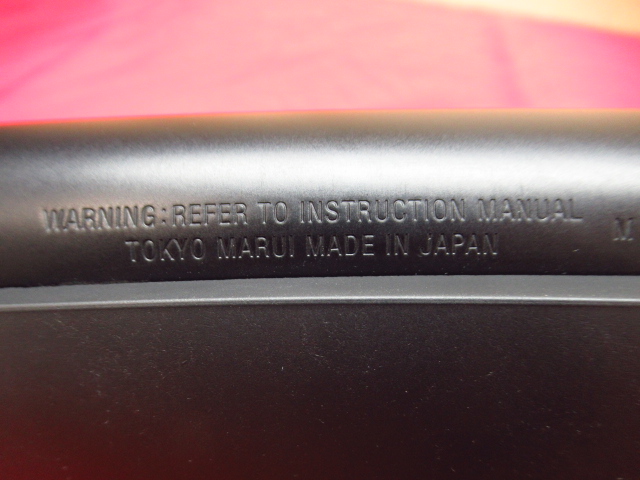 WARNING: REFER TO INSTRUCTION MANUAL
TOKYO MARUI MADE IN JAPAN
M